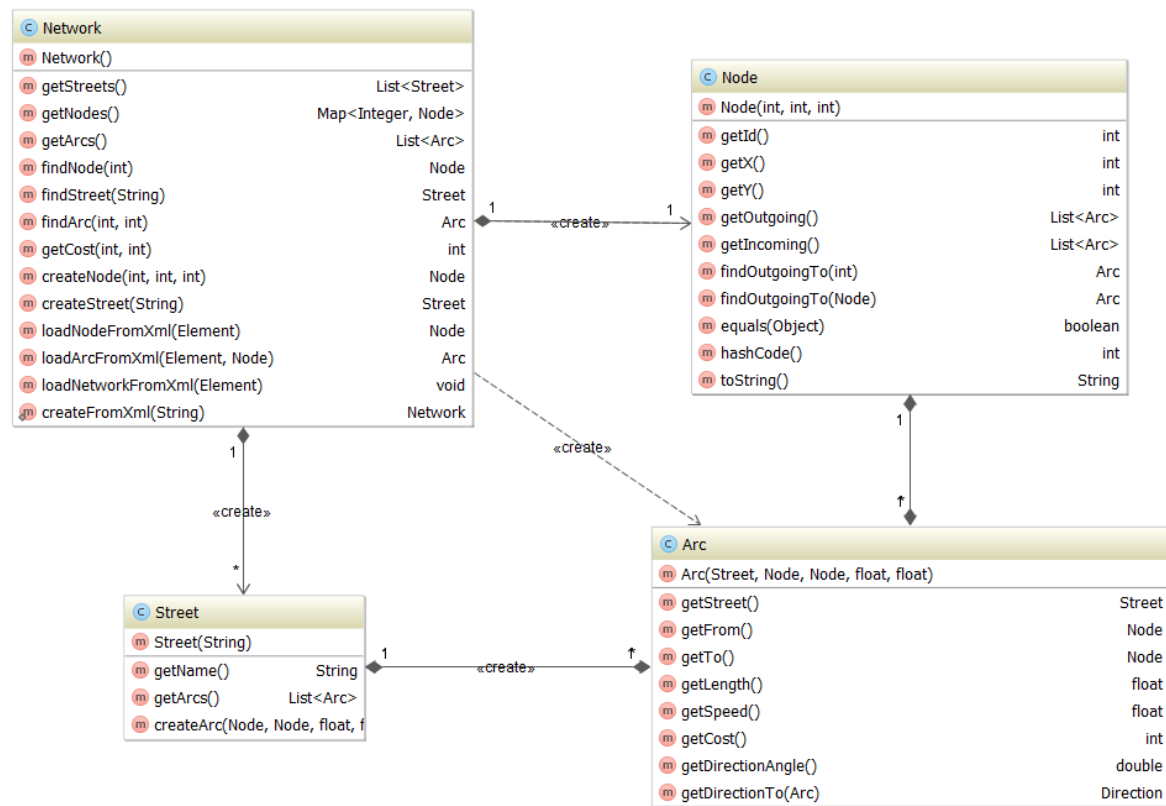 Network
Network()
getStreets() List<Street>
getNodes() Map<Integer, Node>
getArcs() List<Arc>
findNode(int) Node
findStreet(String) Street
findArc(int, int) Arc
getCost(int, int) int
createNode(int, int, int) Node
createStreet(String) Street
loadNodeFromXml(Element) Node
loadArcFromXml(Element, Node) Arc
loadNetworkFromXml(Element) void
createFromXml(String) Network
1 «create» 1
Node
Node(int, int, int)
getId() int
getX() int
getY() int
getOutgoing() List<Arc>
getIncoming() List<Arc>
findOutgoingTo(int) Arc
findOutgoingTo(Node) Arc
equals(Object) boolean
hashCode() int
toString() String
1
«create»
*
«create»
1
Street
Street(String)
getName() String
getArcs() List<Arc>
createArc(Node, Node, float, f
1 «create»
Arc
Arc(Street, Node, Node, float, float)
getStreet() Street
getFrom() Node
getTo() Node
getLength() float
getSpeed() float
getCost() int
getDirectionAngle() double
getDirectionTo(Arc) Direction